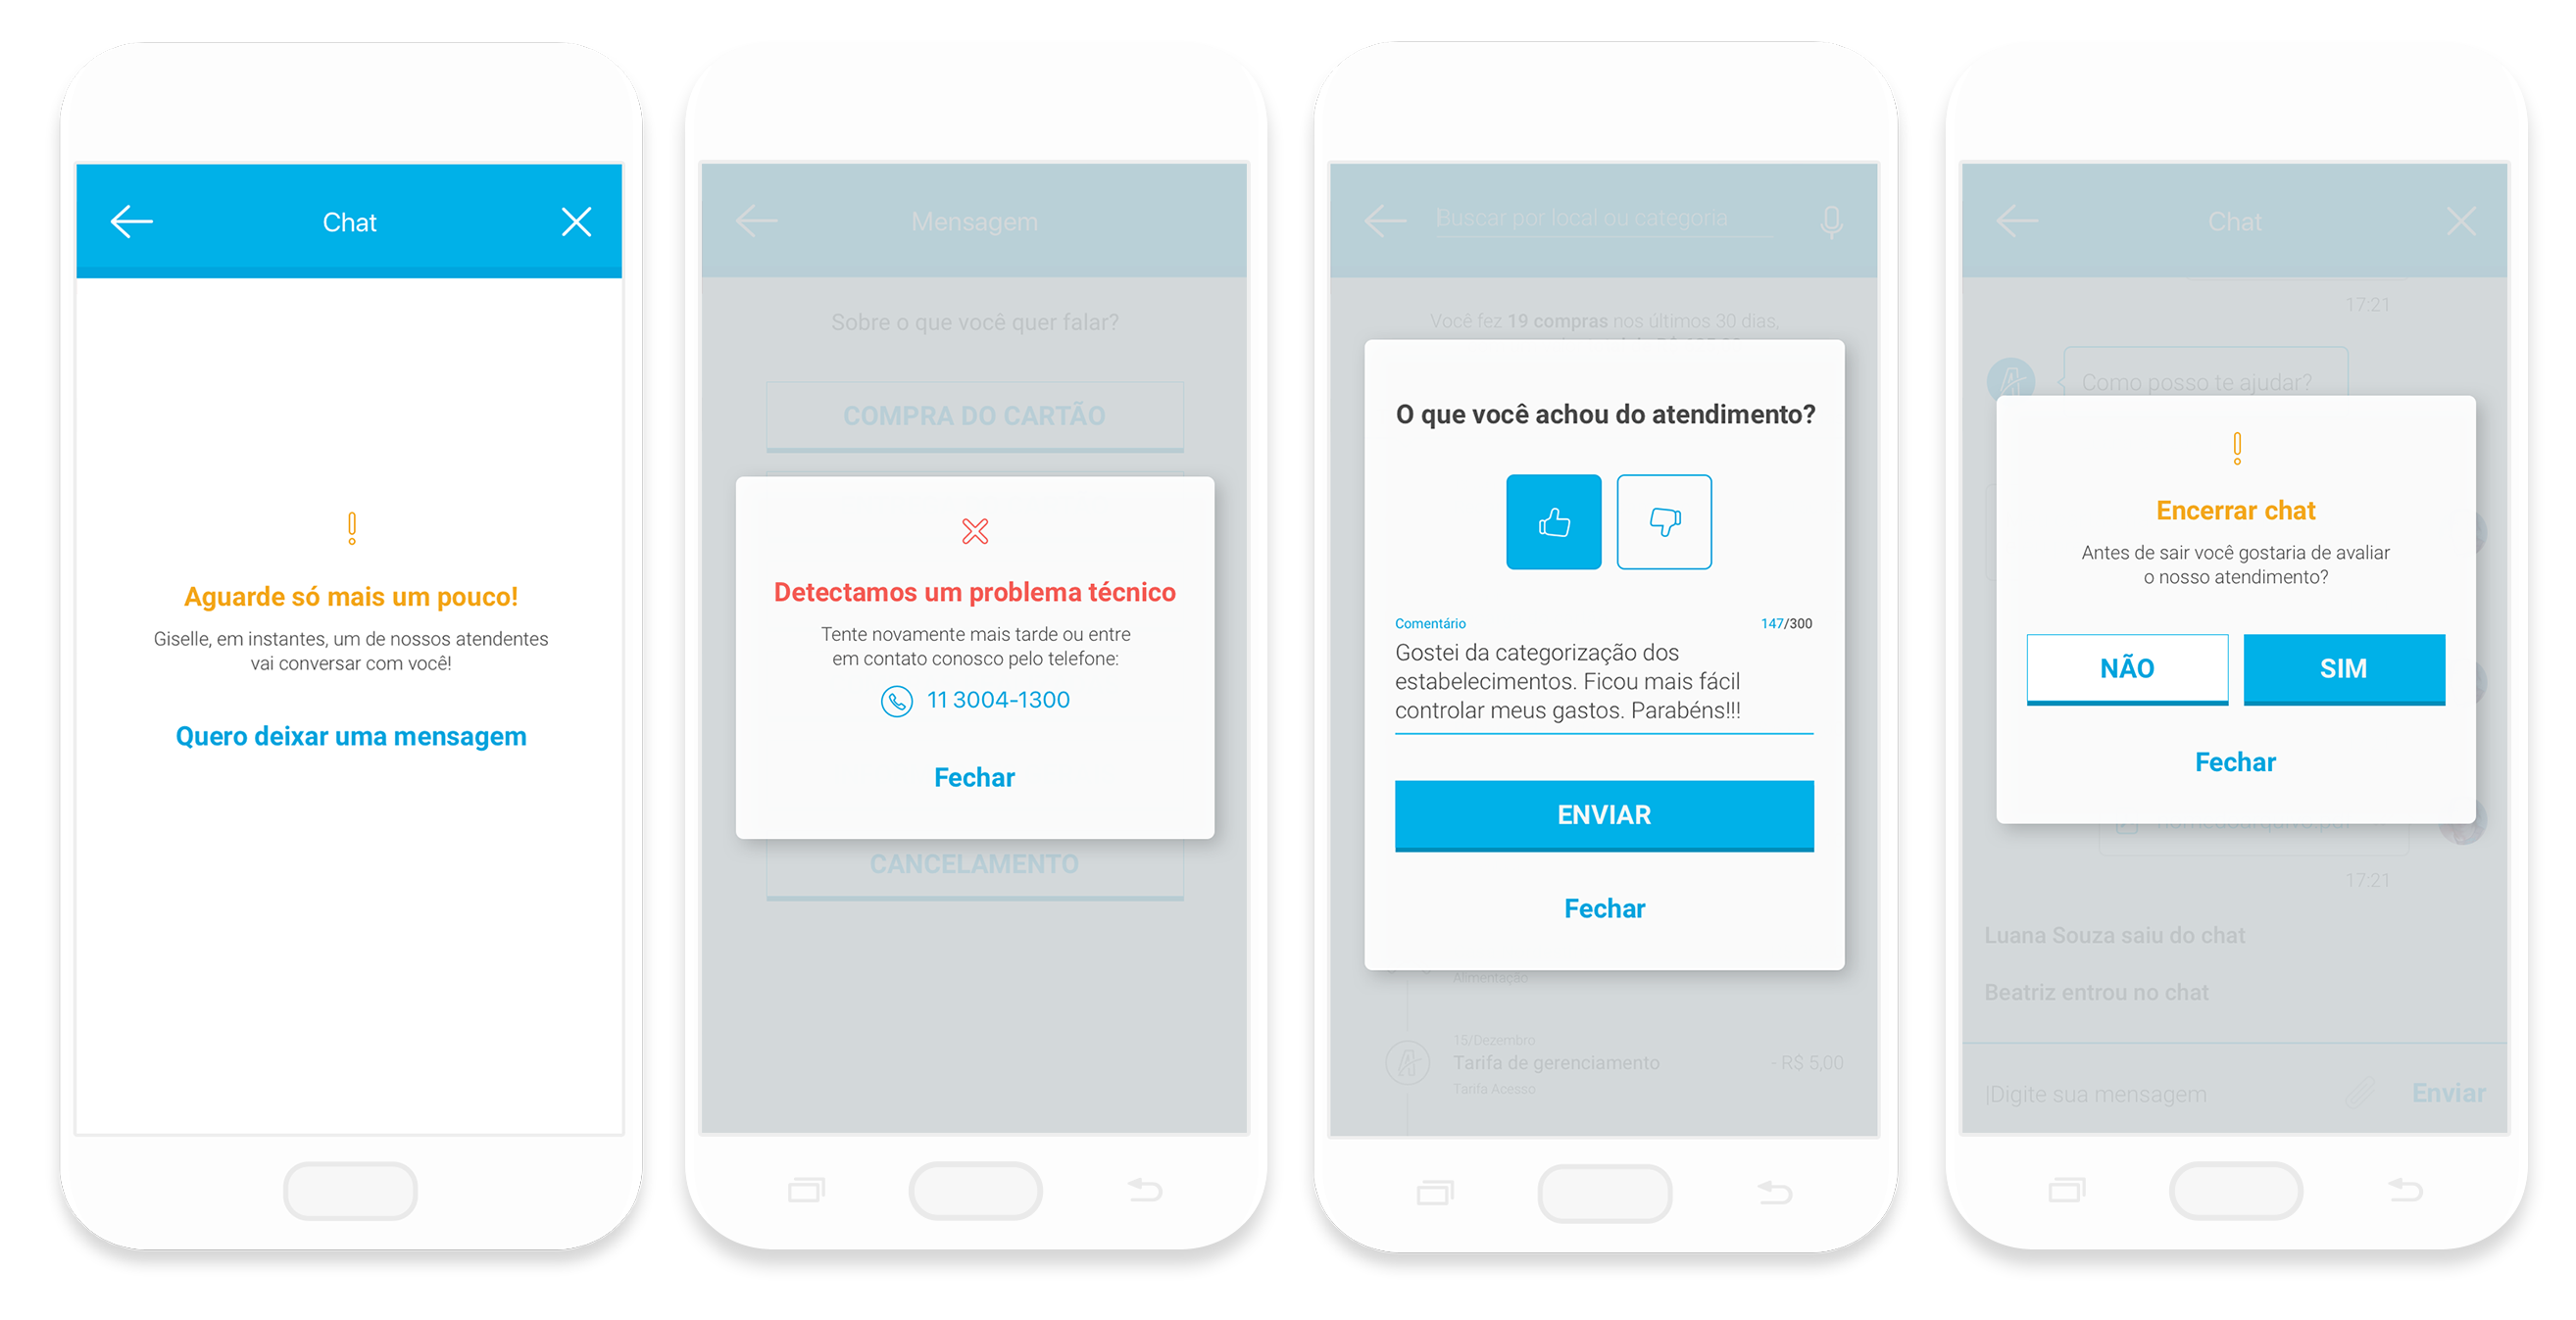 Chat
Aguarde só mais um pouco!
Giselle, em instantes, um de nossos atendentes
vai conversar com você!
Quero deixar uma mensagem
Mensagem
Sobre o que você quer falar?
COMPRA DO CARTÃO
Detectamos um problema técnico
Tente novamente mais tarde ou entre
em contato conosco pelo telefone:
11 3004-1300
Fechar
CANCELAMENTO
Buscar por local ou categoria
Você fez 19 compras nos últimos 30 dias,
O que você achou do atendimento?
Comentário 147/300
Gostei da categorização dos
estabelecimentos. Ficou mais fácil
controlar meus gastos. Parabéns!!!
ENVIAR
Fechar
Alimentação
15/Dezembro
Tarifa de gerenciamento - R$ 5,00
Tarifa Acesso
Chat
17:21
Como posso te ajudar?
Encerrar chat
Antes de sair você gostaria de avaliar
o nosso atendimento?
NÃO SIM
Fechar
17:21
Luana Souza saiu do chat
Beatriz entrou no chat
|Digite sua mensagem Enviar